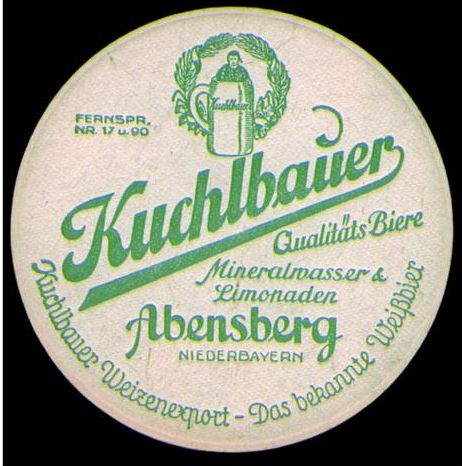 Kuchlbauer
FERNSPR.
NR. 17 u. 90
Kuchlbauer
Qualitäts Biere
Mineralwasser &
Limonaden
Abensberg
NIEDERBAYERN
Kuchlbauer Weizenexport - Das bekannte Weißbier